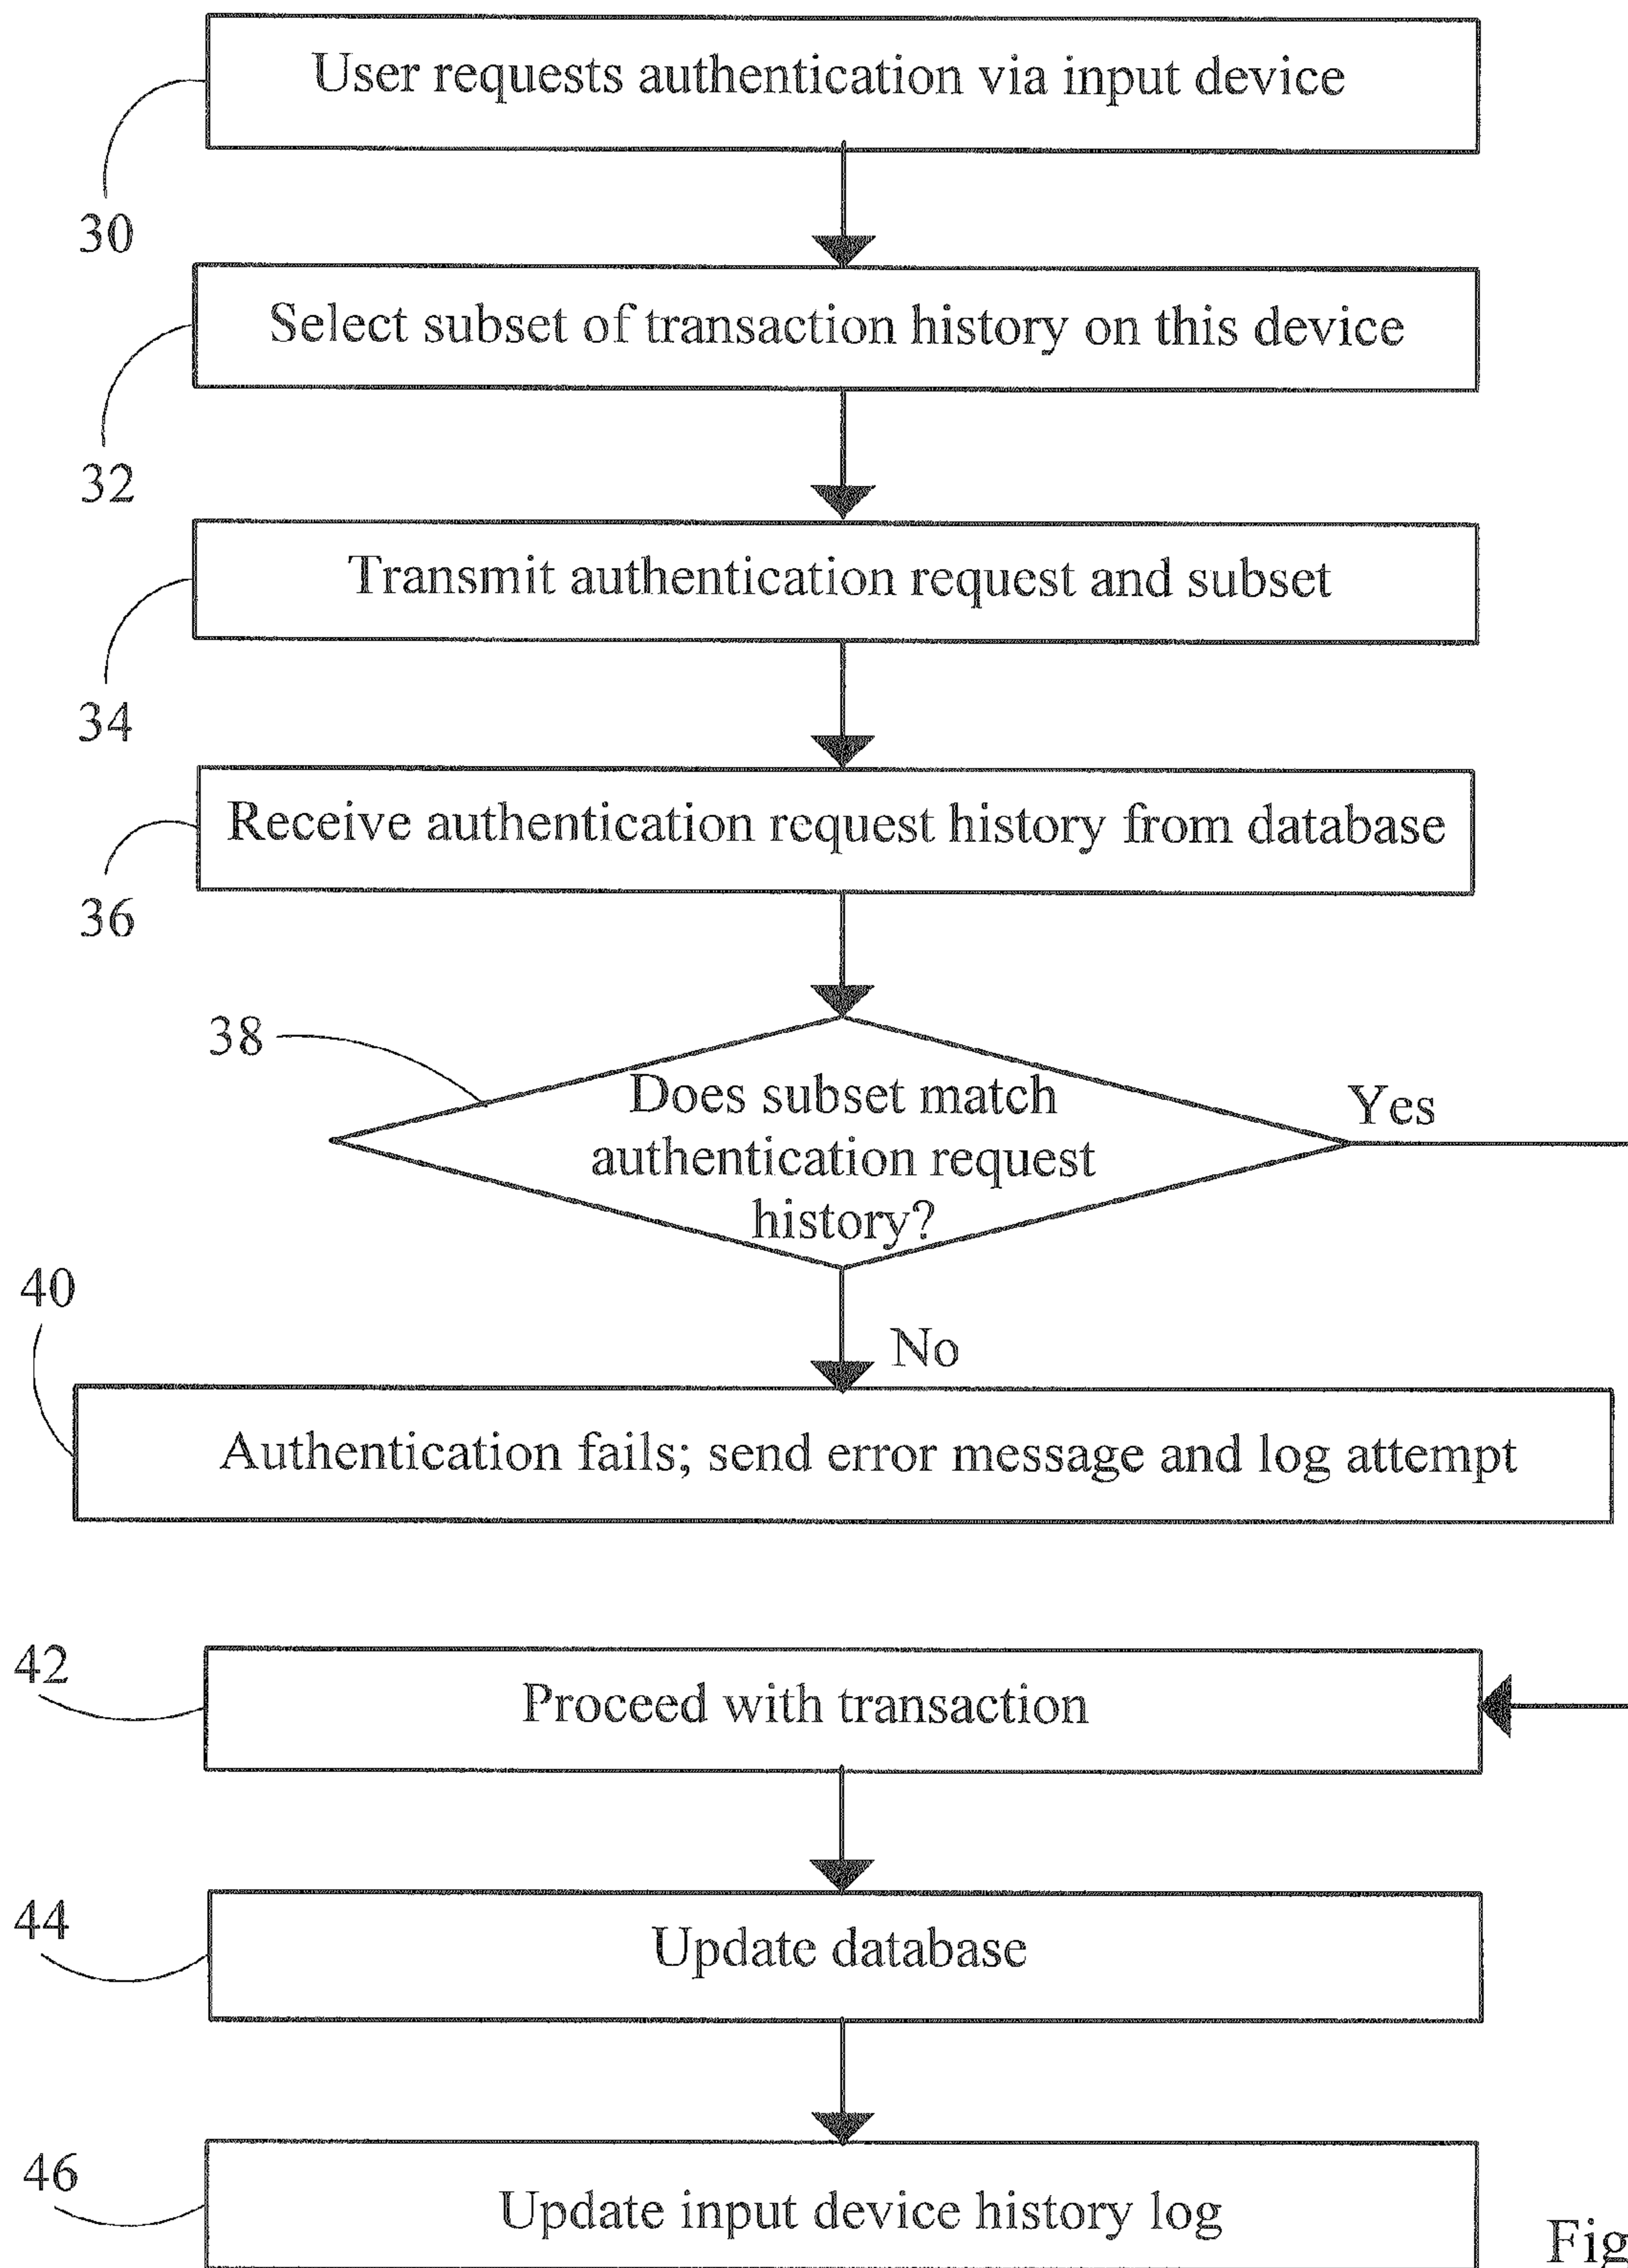 User requests authentication via input device
30
Select subset of transaction history on this device
32
Transmit authentication request and subset
34
Receive authentication request history from database
36
38
Does subset match
authentication request
history?
Yes
No
40
Authentication fails; send error message and log attempt
42
Proceed with transaction
44
Update database
46
Update input device history log
Fig